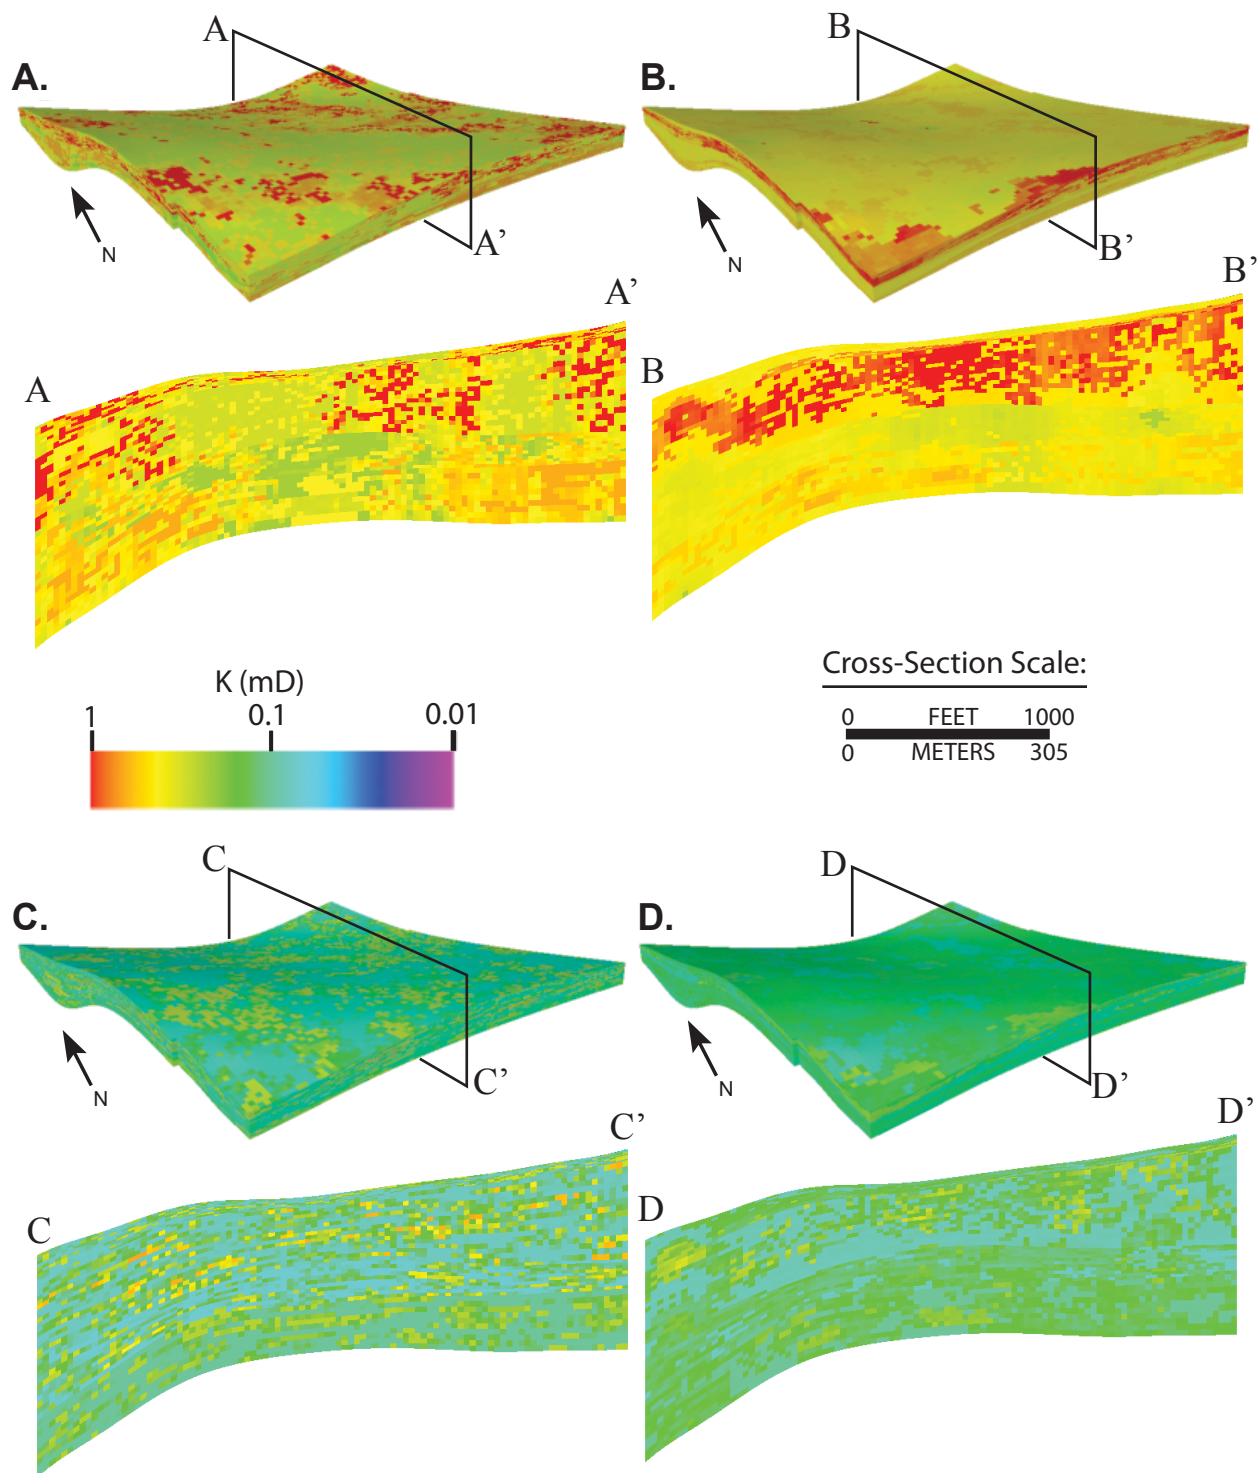 A.
A
A'
N
B.
B
B'
N
A
A'
B
B'
K (mD)
1 0.1 0.01
Cross-Section Scale:
0 FEET 1000
0 METERS 305
C.
C
C'
N
D.
D
D'
N
C
C'
D
D'